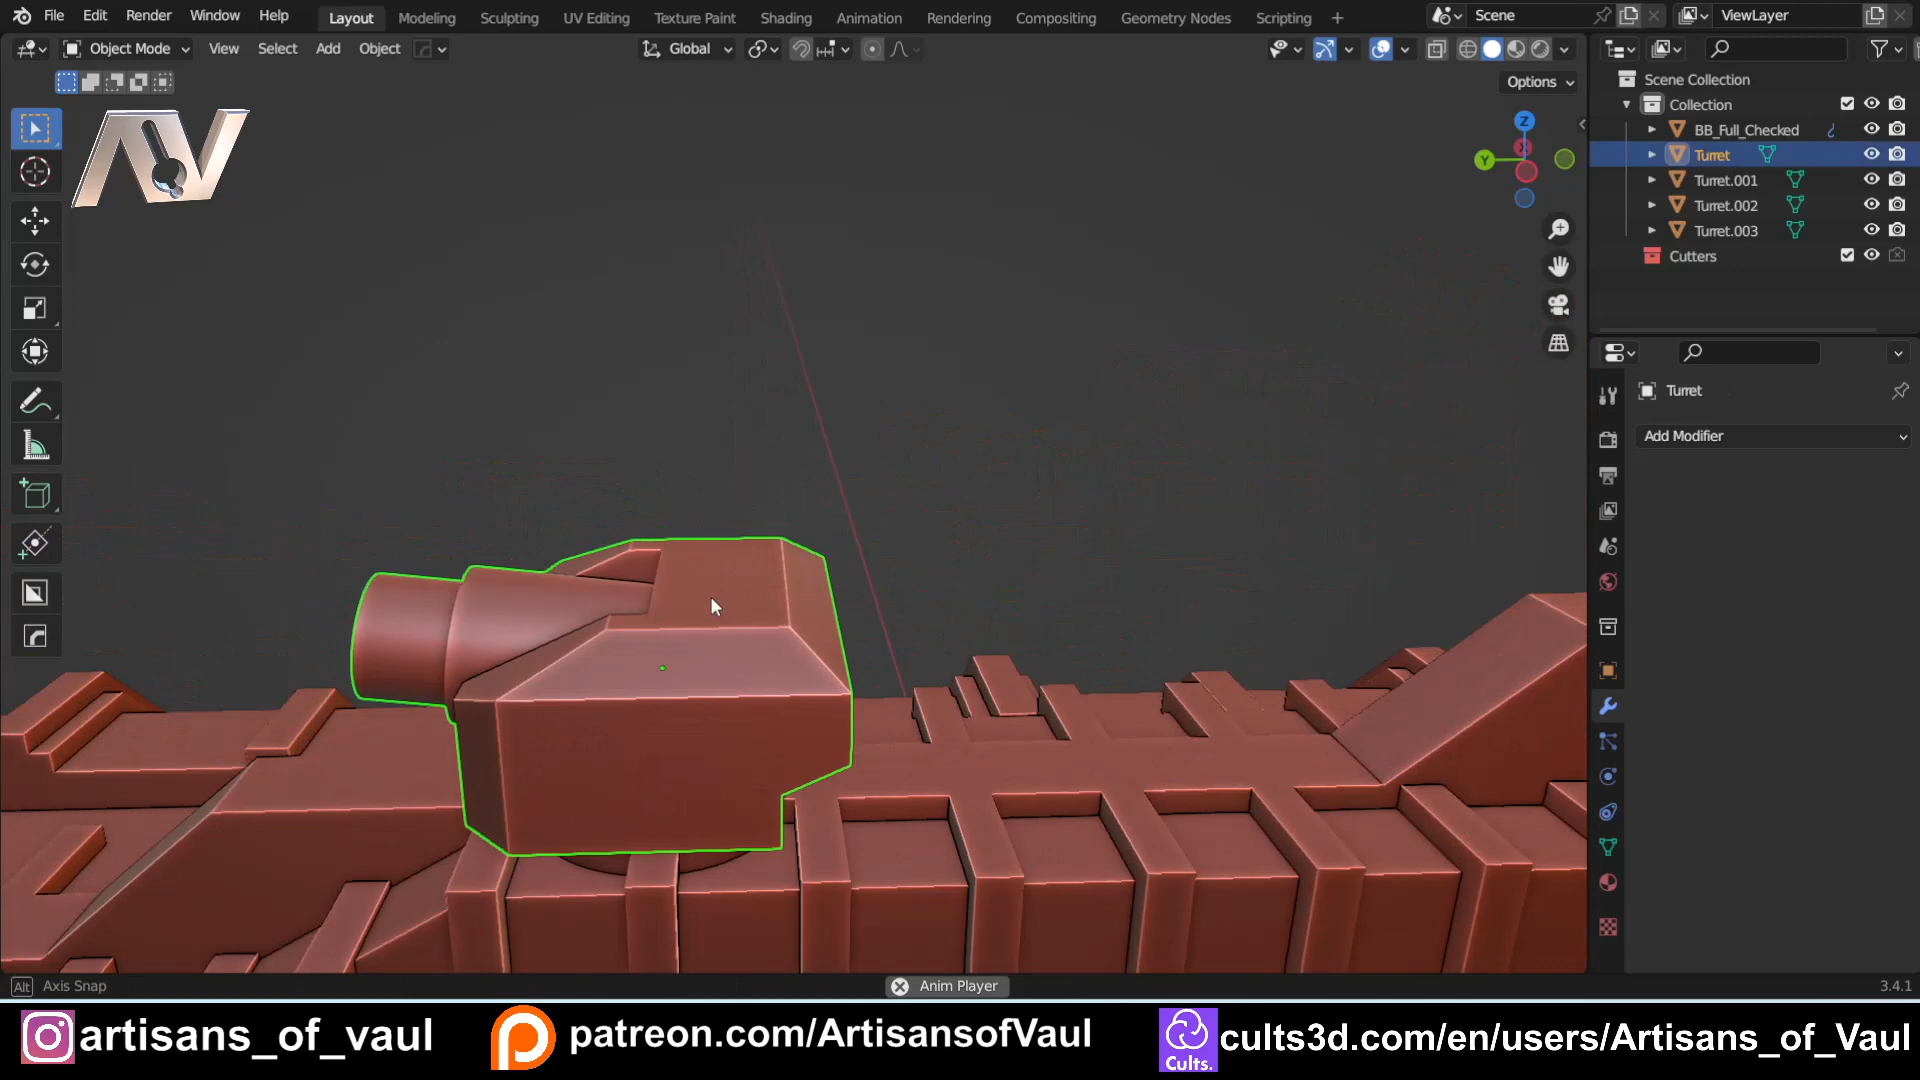 File Edit Render Window Help Layout Modeling Sculpting UV Editing Texture Paint Shading Animation Rendering Compositing Geometry Nodes Scripting + Scene ViewLayer
Object Mode View Select Add Object Global
Options
Scene Collection
Collection
BB_Full_Checked
Turret
Turret.001
Turret.002
Turret.003
Cutters
Z
Y
X
AV
Turret
Add Modifier
Alt Axis Snap Anim Player 3.4.1
artisans_of_vaul patreon.com/ArtisansofVaul Cults. cults3d.com/en/users/Artisans_of_Vaul